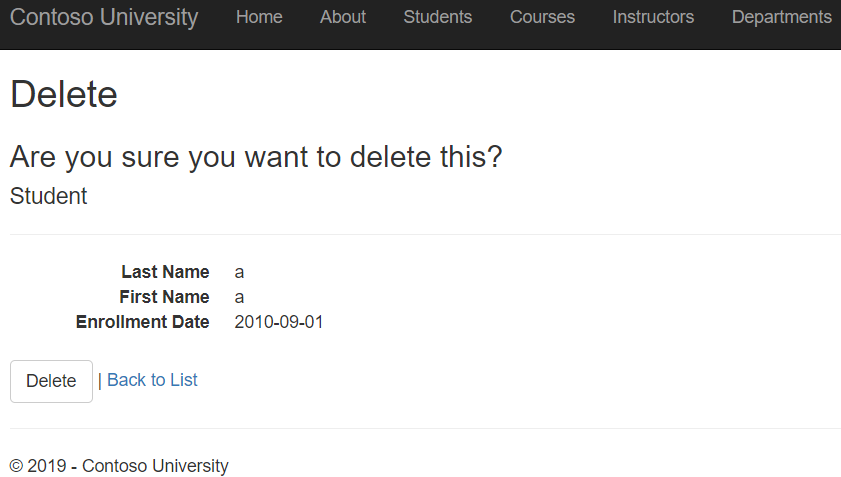 Contoso University Home About Students Courses Instructors Departments
Delete
Are you sure you want to delete this?
Student
Last Name a
First Name a
Enrollment Date 2010-09-01
Delete | Back to List
© 2019 - Contoso University